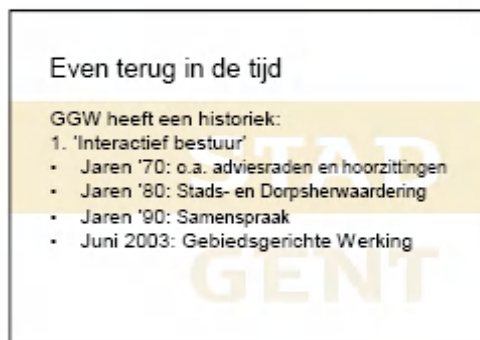 Even terug in de tijd
GGW heeft een historiek:
1. 'Interactief bestuur'
▪ Jaren '70: o.a. adviesraden en hoorzittingen
▪ Jaren '80: Stads- en Dorpsherwaardering
▪ Jaren '90: Samenspraak
▪ Juni 2003: Gebiedsgerichte Werking
STAD
GENT